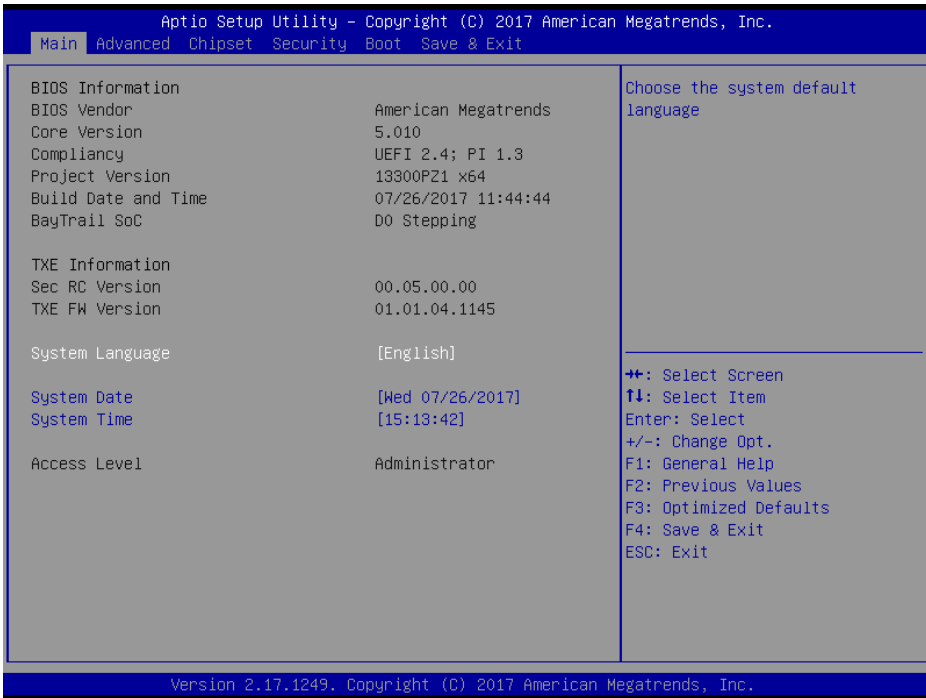 Aptio Setup Utility – Copyright (C) 2017 American Megatrends, Inc.
Main Advanced Chipset Security Boot Save & Exit
BIOS Information
BIOS Vendor American Megatrends
Core Version 5.010
Compliancy UEFI 2.4; PI 1.3
Project Version 13300PZ1 x64
Build Date and Time 07/26/2017 11:44:44
BayTrail SoC D0 Stepping
TXE Information
Sec RC Version 00.05.00.00
TXE FW Version 01.01.04.1145
System Language [English]
System Date [Wed 07/26/2017]
System Time [15:13:42]
Access Level Administrator
Choose the system default
language
→←: Select Screen
↑↓: Select Item
Enter: Select
+/-: Change Opt.
F1: General Help
F2: Previous Values
F3: Optimized Defaults
F4: Save & Exit
ESC: Exit
Version 2.17.1249. Copyright (C) 2017 American Megatrends, Inc.